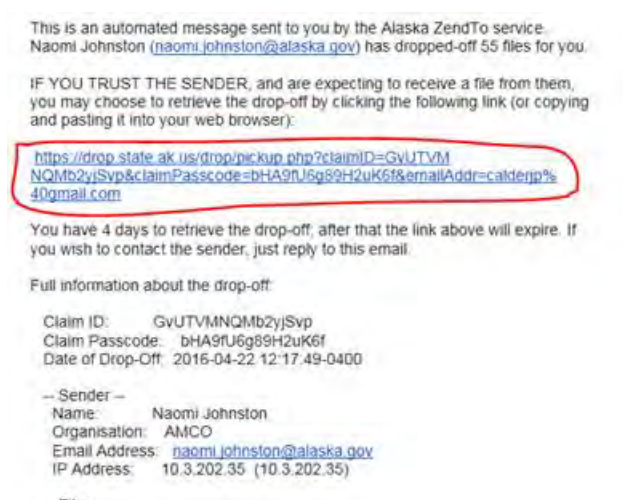 This is an automated message sent to you by the Alaska ZendTo service.
Naomi Johnston (naomi.johnston@alaska.gov) has dropped-off 55 files for you.
IF YOU TRUST THE SENDER, and are expecting to receive a file from them,
you may choose to retrieve the drop-off by clicking the following link (or copying
and pasting it into your web browser):
https://drop.state.ak.us/drop/pickup.php?claimID=GvUTVM
NQMb2yjSvp&claimPasscode=bHA9fU6g89H2uK6f&emailAddr=calderjp%
40gmail.com
You have 4 days to retrieve the drop-off; after that the link above will expire. If
you wish to contact the sender, just reply to this email.
Full information about the drop-off:
Claim ID: GvUTVMNQMb2yjSvp
Claim Passcode: bHA9fU6g89H2uK6f
Date of Drop-Off: 2016-04-22 12:17:49-0400
-- Sender --
Name: Naomi Johnston
Organisation: AMCO
Email Address: naomi.johnston@alaska.gov
IP Address: 10.3.202.35 (10.3.202.35)